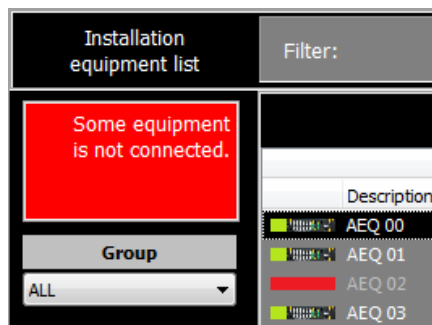 Installation
equipment list
Filter:
Some equipment
is not connected.
Group
ALL
Description
AEQ 00
AEQ 01
AEQ 02
AEQ 03